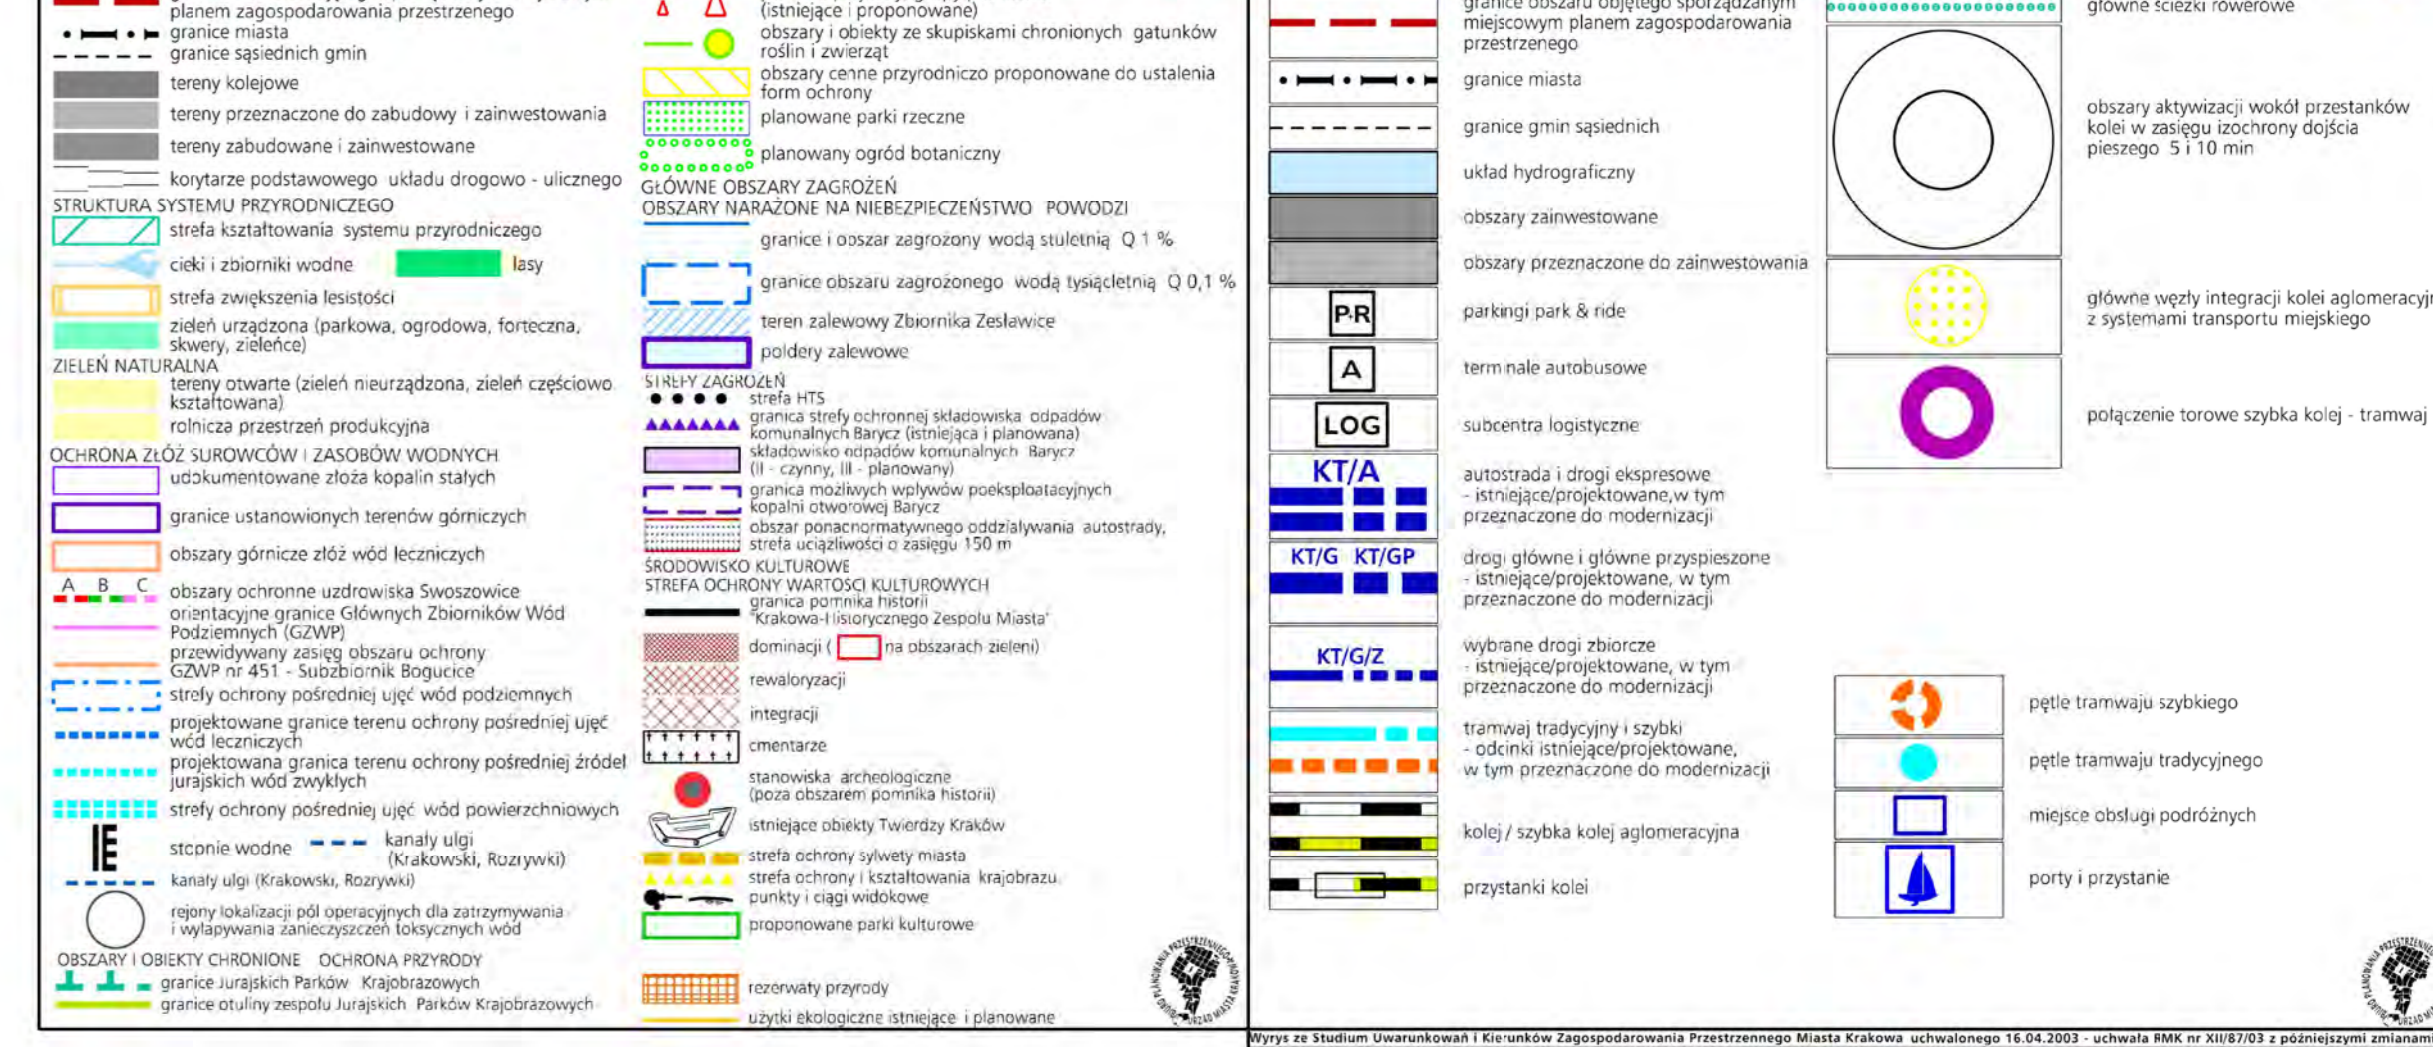 planem zagospodarowania przestrzenego
granice miasta
granice sąsiednich gmin
tereny kolejowe
tereny przeznaczone do zabudowy i zainwestowania
tereny zabudowane i zainwestowane
korytarze podstawowego układu drogowo - ulicznego
STRUKTURA SYSTEMU PRZYRODNICZEGO
strefa kształtowania systemu przyrodniczego
cieki i zbiorniki wodne lasy
strefa zwiększenia lesistości
zieleń urządzona (parkowa, ogrodowa, forteczna,
skwery, zieleńce)
ZIELEŃ NATURALNA
tereny otwarte (zieleń nieurządzona, zieleń częściowo
kształtowana)
rolnicza przestrzeń produkcyjna
OCHRONA ZŁÓŻ SUROWCÓW I ZASOBÓW WODNYCH
udokumentowane złoża kopalin stałych
granice ustanowionych terenów górniczych
obszary górnicze złóż wód leczniczych
A B C
obszary ochronne uzdrowiska Swoszowice
orientacyjne granice Głównych Zbiorników Wód
Podziemnych (GZWP)
przewidywany zasięg obszaru ochrony
GZWP nr 451 - Subzbiornik Bogucice
strefy ochrony pośredniej ujęć wód podziemnych
projektowane granice terenu ochrony pośredniej ujęć
wód leczniczych
projektowana granica terenu ochrony pośredniej źródeł
jurajskich wód zwykłych
strefy ochrony pośredniej ujęć wód powierzchniowych
stopnie wodne kanały ulgi
(Krakowski, Rozrywki)
kanały ulgi (Krakowski, Rozrywki)
rejony lokalizacji pól operacyjnych dla zatrzymywania
i wyłapywania zanieczyszczeń toksycznych wód
OBSZARY I OBIEKTY CHRONIONE OCHRONA PRZYRODY
granice Jurajskich Parków Krajobrazowych
granice otuliny zespołu Jurajskich Parków Krajobrazowych
(istniejące i proponowane)
obszary i obiekty ze skupiskami chronionych gatunków
roślin i zwierząt
obszary cenne przyrodniczo proponowane do ustalenia
form ochrony
planowane parki rzeczne
planowany ogród botaniczny
GŁÓWNE OBSZARY ZAGROŻEŃ
OBSZARY NARAŻONE NA NIEBEZPIECZEŃSTWO POWODZI
granice i obszar zagrożony wodą stuletnią Q 1 %
granice obszaru zagrożonego wodą tysiącletnią Q 0,1 %
teren zalewowy Zbiornika Zesławice
poldery zalewowe
STREFY ZAGROŻEŃ
strefa HTS
granica strefy ochronnej składowiska odpadów
komunalnych Barycz (istniejąca i planowana)
składowisko odpadów komunalnych Barycz
(II - czynny, III - planowany)
granica możliwych wpływów poeksploatacyjnych
kopalni otworowej Barycz
obszar ponadnormatywnego oddziaływania autostrady,
strefa uciążliwości o zasięgu 150 m
ŚRODOWISKO KULTUROWE
STREFA OCHRONY WARTOŚCI KULTUROWYCH
granica pomnika historii
"Krakowa-Historycznego Zespołu Miasta"
dominacji ( na obszarach zieleni)
rewaloryzacji
integracji
cmentarze
stanowiska archeologiczne
(poza obszarem pomnika historii)
istniejące obiekty Twierdzy Kraków
strefa ochrony sylwety miasta
strefa ochrony i kształtowania krajobrazu
punkty i ciągi widokowe
proponowane parki kulturowe
rezerwaty przyrody
użytki ekologiczne istniejące i planowane
granice obszaru objętego sporządzanym
miejscowym planem zagospodarowania
przestrzenego
granice miasta
granice gmin sąsiednich
układ hydrograficzny
obszary zainwestowane
obszary przeznaczone do zainwestowania
P+R
parkingi park & ride
A
terminale autobusowe
LOG
subcentra logistyczne
KT/A
autostrada i drogi ekspresowe
- istniejące/projektowane,w tym
przeznaczone do modernizacji
KT/G KT/GP
drogi główne i główne przyspieszone
- istniejące/projektowane, w tym
przeznaczone do modernizacji
KT/G/Z
wybrane drogi zbiorcze
- istniejące/projektowane, w tym
przeznaczone do modernizacji
tramwaj tradycyjny i szybki
- odcinki istniejące/projektowane,
w tym przeznaczone do modernizacji
kolej / szybka kolej aglomeracyjna
przystanki kolei
główne ścieżki rowerowe
obszary aktywizacji wokół przestanków
kolei w zasięgu izochrony dojścia
pieszego 5 i 10 min
główne węzły integracji kolei
z systemami transportu miejskiego
połączenie torowe szybka kolej - tramwaj
pętle tramwaju szybkiego
pętle tramwaju tradycyjnego
miejsce obsługi podróżnych
porty i przystanie
Wyrys ze Studium Uwarunkowań i Kierunków Zagospodarowania Przestrzennego Miasta Krakowa uchwalonego 16.04.2003 - uchwała RMK nr XII/87/03 z późniejszymi